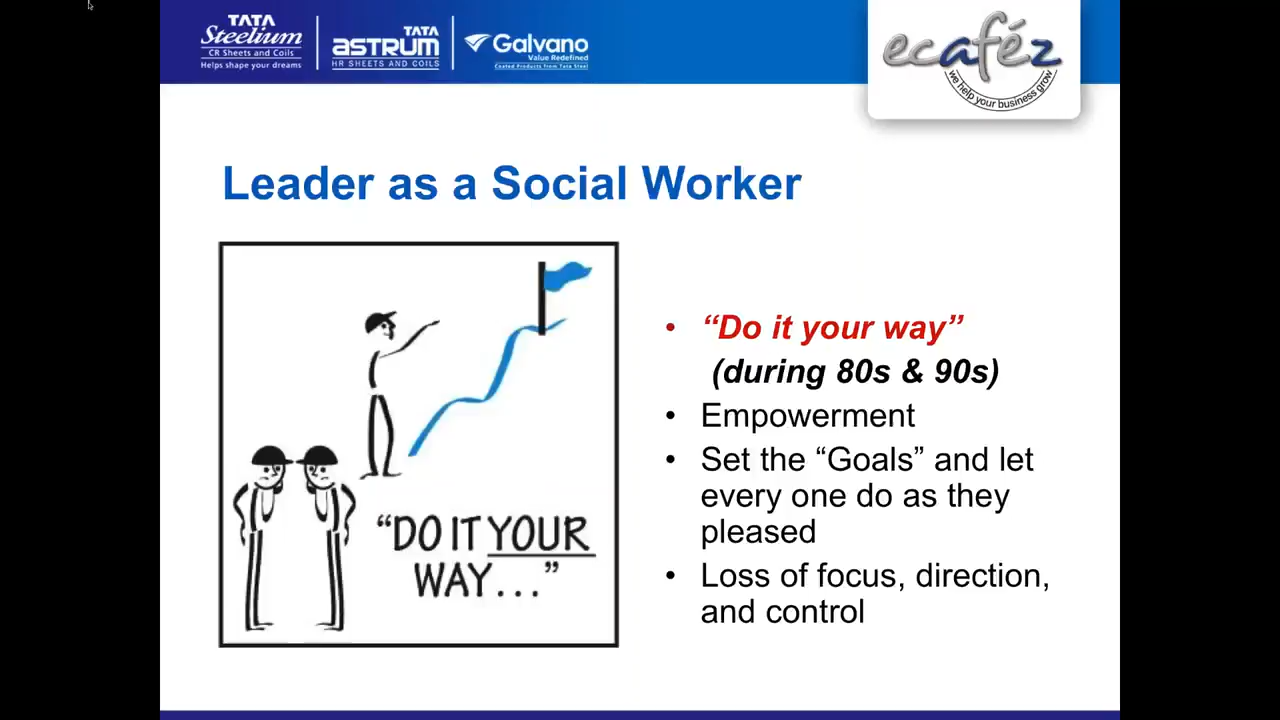 TATA
Steelium
CR Sheets and Coils
Helps shape your dreams
TATA
ASTRUM
HR SHEETS AND COILS
Galvano
Value Redefined
Coated Products from Tata Steel
ecaféz
we help your business grow
Leader as a Social Worker
“DO IT YOUR
WAY...”
• “Do it your way”
(during 80s & 90s)
• Empowerment
• Set the “Goals” and let
every one do as they
pleased
• Loss of focus, direction,
and control